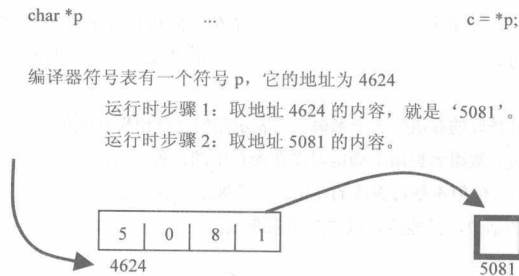 char *p ... c = *p;
编译器符号表有一个符号 p，它的地址为 4624
运行时步骤 1：取地址 4624 的内容，就是‘5081’。
运行时步骤 2：取地址 5081 的内容。
5 0 8 1
4624
5081